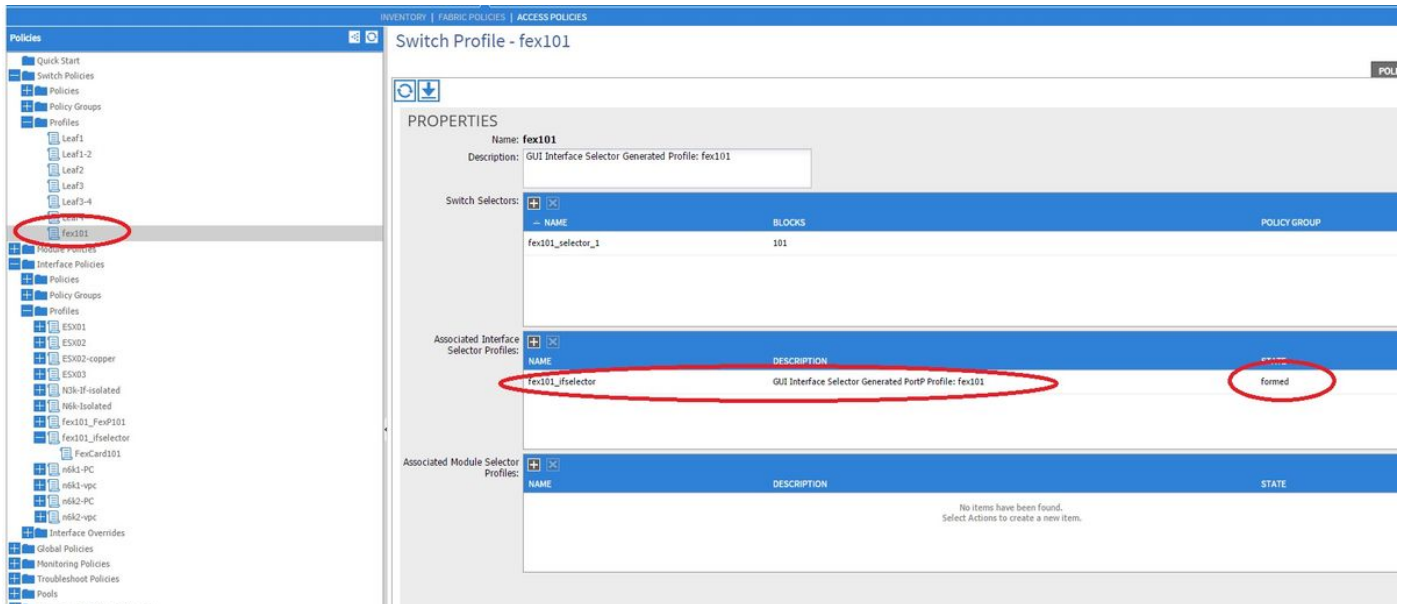 INVENTORY | FABRIC POLICIES | ACCESS POLICIES
Policies
Quick Start
Switch Policies
Policies
Policy Groups
Profiles
Leaf1
Leaf1-2
Leaf2
Leaf3
Leaf3-4
fex101
Module Policies
Interface Policies
Policies
Policy Groups
Profiles
ESX01
ESX02
ESX02-copper
ESX03
N3k-If-isolated
N6k-Isolated
fex101_FexP101
fex101_ifselector
FexCard101
n6k1-PC
n6k1-vpc
n6k2-PC
n6k2-vpc
Interface Overrides
Global Policies
Monitoring Policies
Troubleshoot Policies
Pools
Switch Profile - fex101
POLI
PROPERTIES
Name: fex101
Description: GUI Interface Selector Generated Profile: fex101
Switch Selectors:
NAME BLOCKS POLICY GROUP
fex101_selector_1 101
Associated Interface
Selector Profiles:
NAME DESCRIPTION STATE
fex101_ifselector GUI Interface Selector Generated PortP Profile: fex101 formed
Associated Module Selector
Profiles:
NAME DESCRIPTION STATE
No items have been found.
Select Actions to create a new item.